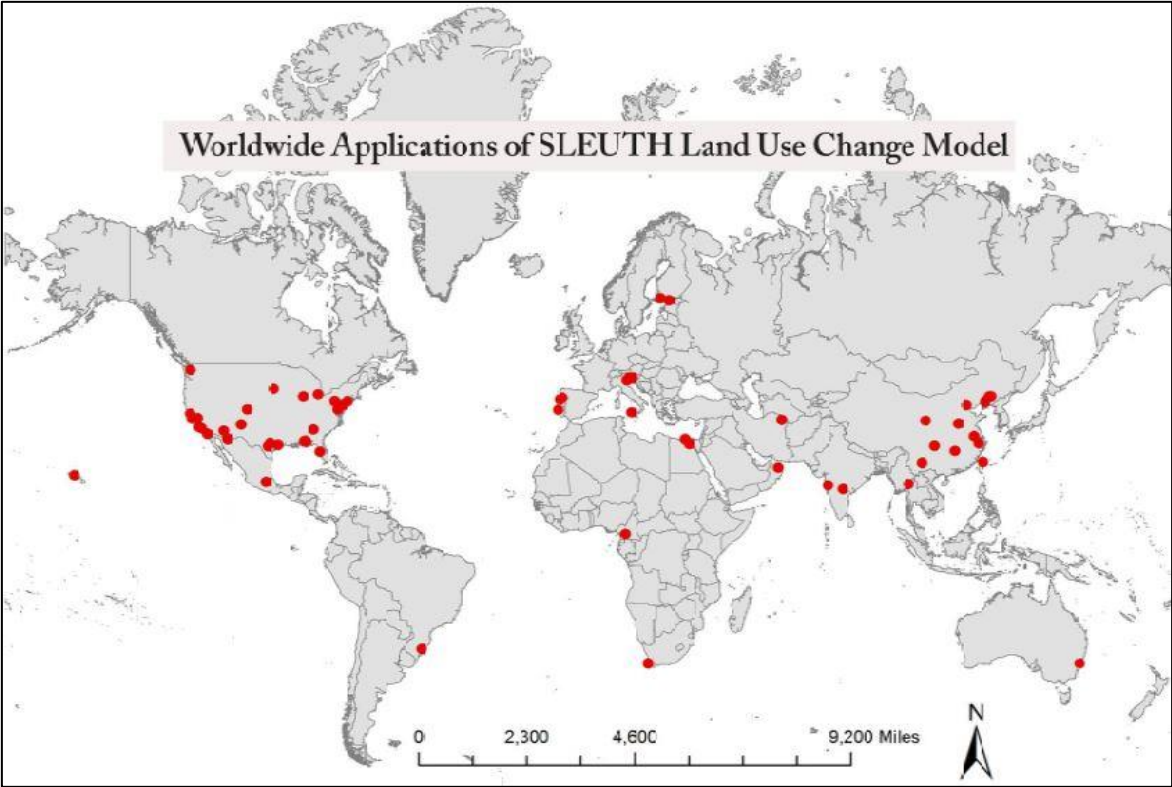 Worldwide Applications of SLEUTH Land Use Change Model
N
0 2,300 4,600 9,200 Miles